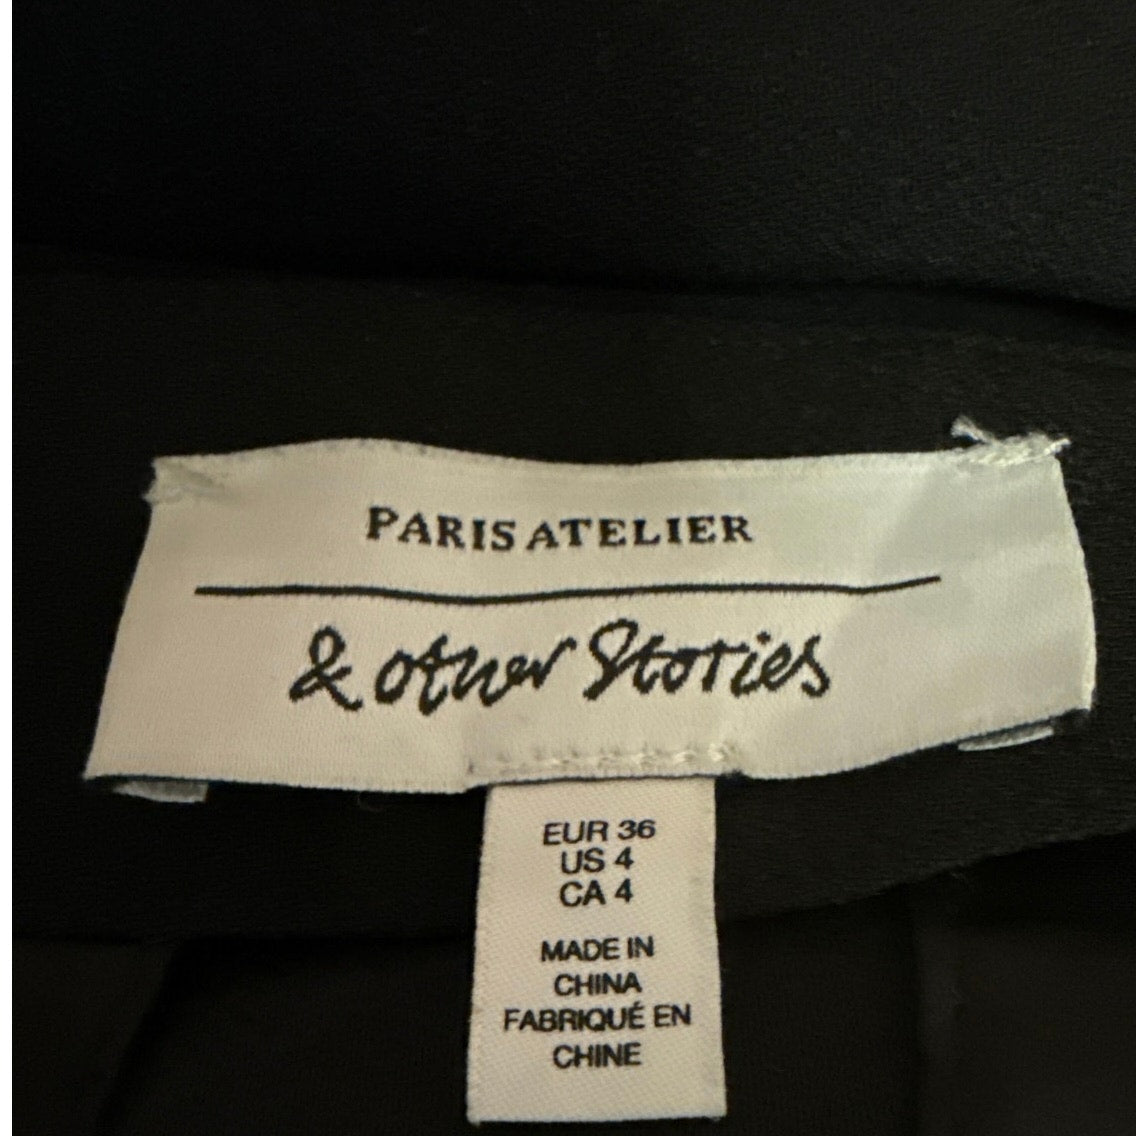 PARIS ATELIER
& other Stories
EUR 36
US 4
CA 4
MADE IN
CHINA
FABRIQUÉ EN
CHINE